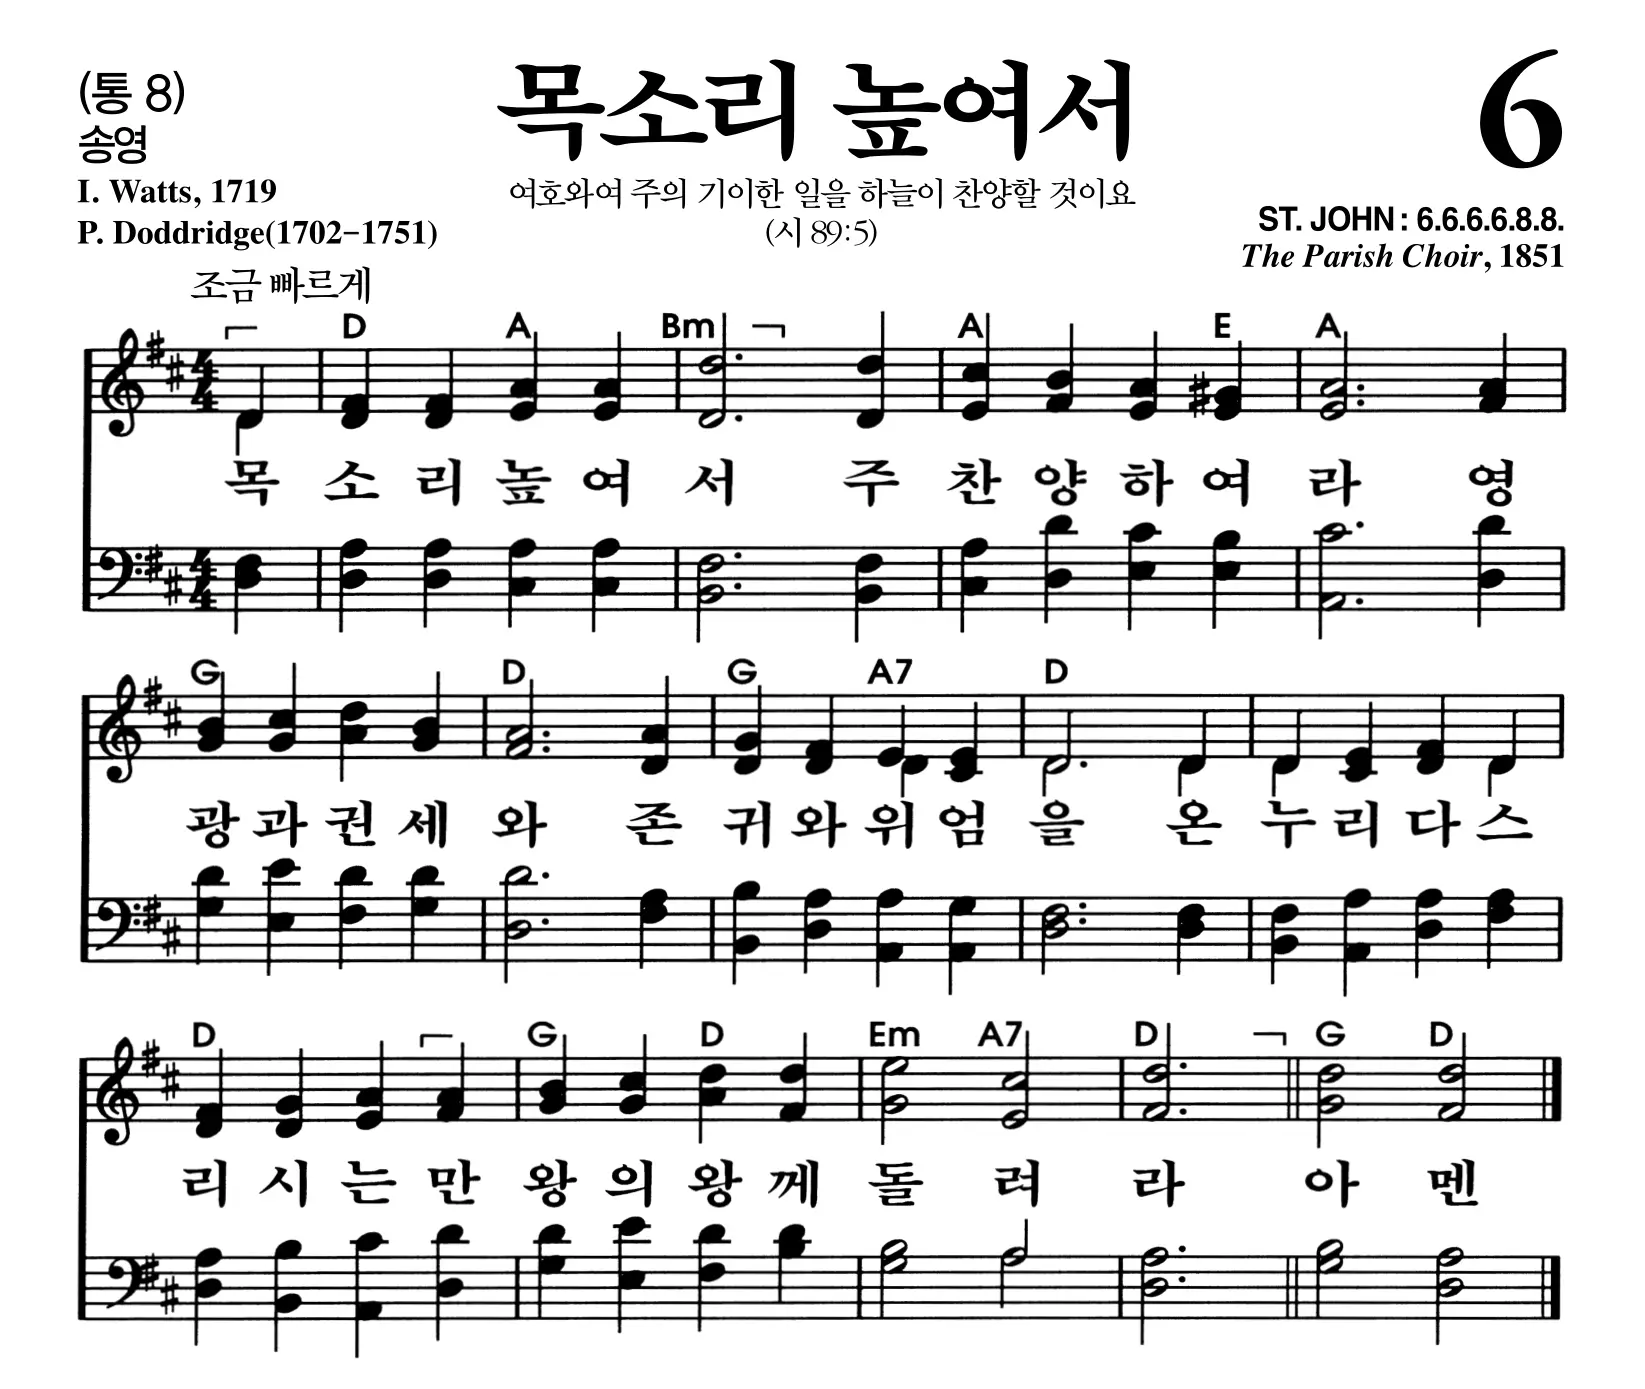 (통 8)
목소리 높여서
6
송영
I. Watts, 1719
P. Doddridge(1702–1751)
여호와여 주의 기이한 일을 하늘이 찬양할 것이요
(시 89:5)
ST. JOHN : 6.6.6.6.8.8.
The Parish Choir, 1851
조금 빠르게
D A Bm A E A
4 4
목 소 리 높 여 서 주 찬 양 하 여 라 영
4 4
G D G A7 D
광 과 권 세 와 존 귀 와 위 엄 을 온 누 리 다 스
D G D Em A7 D G D
리 시 는 만 왕 의 왕 께 돌 려 라 아 멘